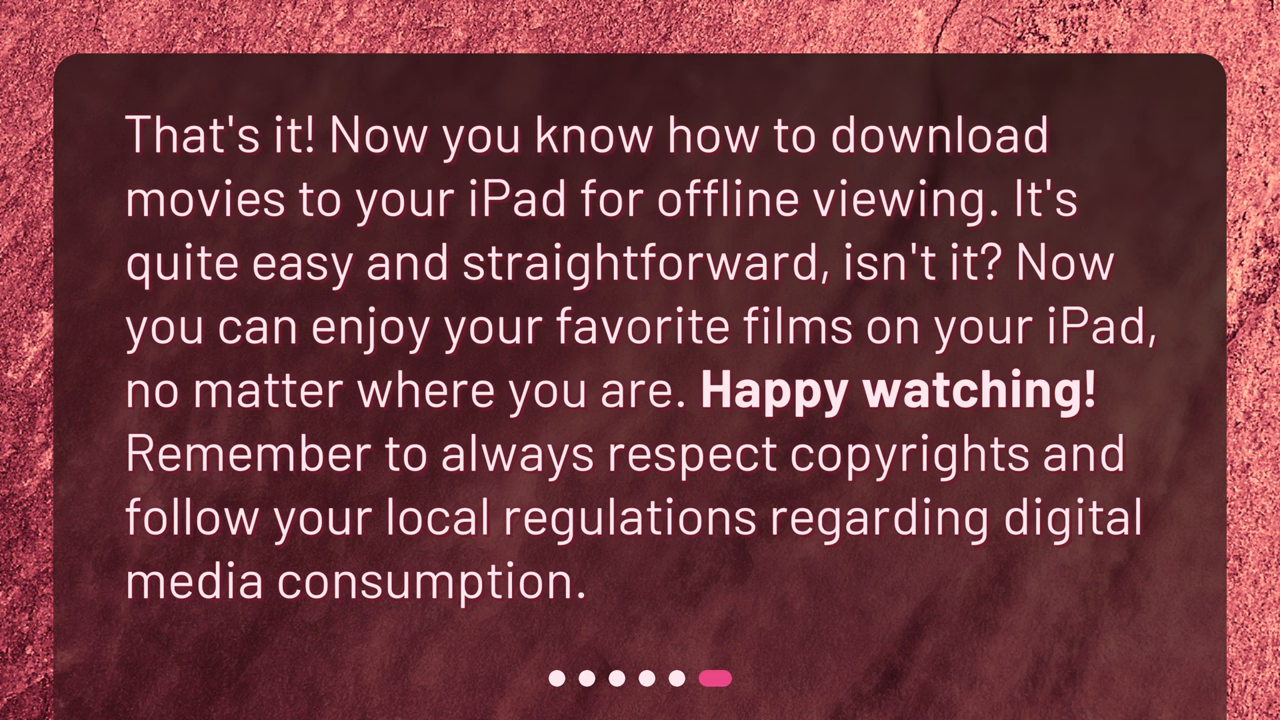 That's it! Now you know how to download
movies to your iPad for offline viewing. It's
quite easy and straightforward, isn't it? Now
you can enjoy your favorite films on your iPad,
no matter where you are. Happy watching!
Remember to always respect copyrights and
follow your local regulations regarding digital
media consumption.